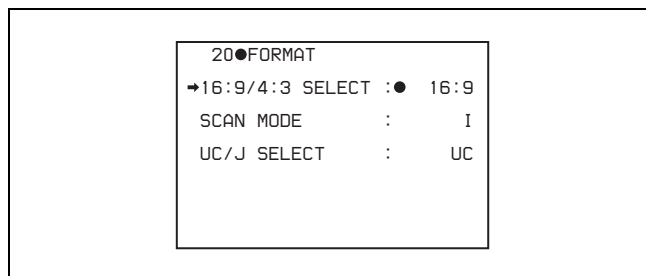 20●FORMAT
➡16:9/4:3 SELECT :● 16:9
SCAN MODE : I
UC/J SELECT : UC